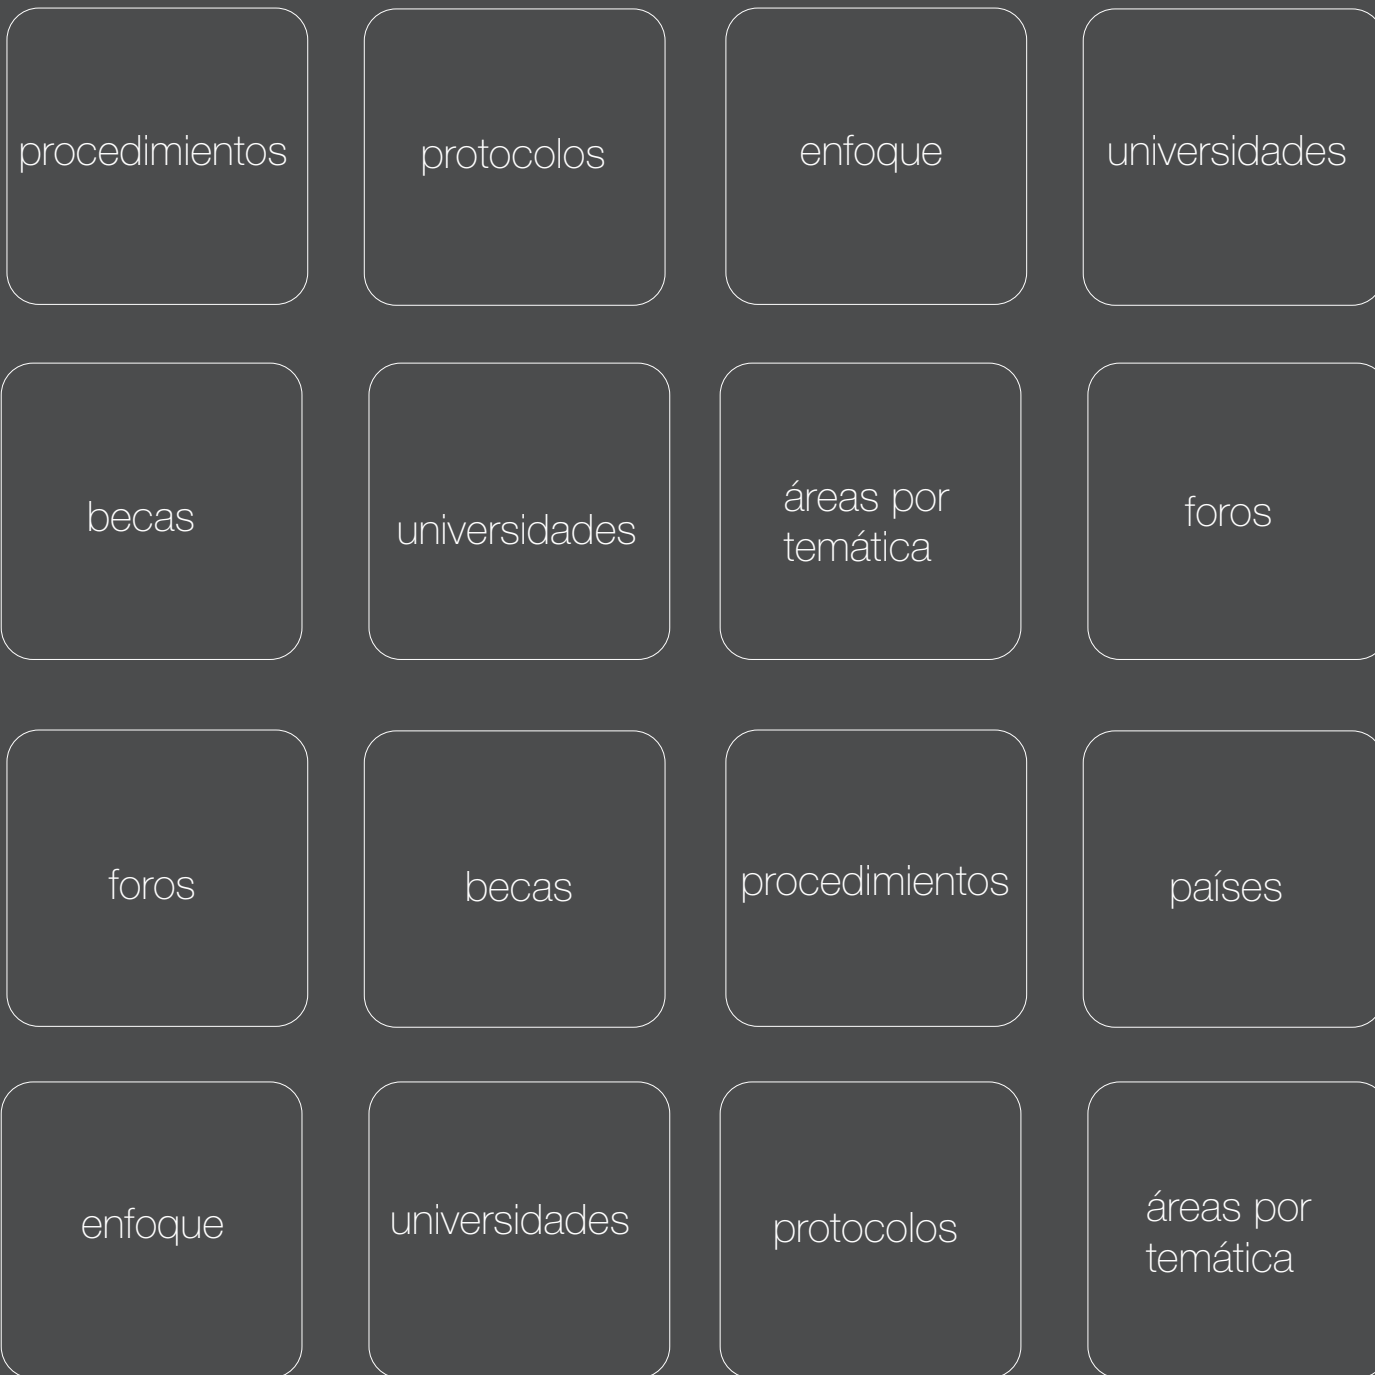 procedimientos
protocolos
enfoque
universidades
becas
universidades
áreas por
temática
foros
foros
becas
procedimientos
países
enfoque
universidades
protocolos
áreas por
temática